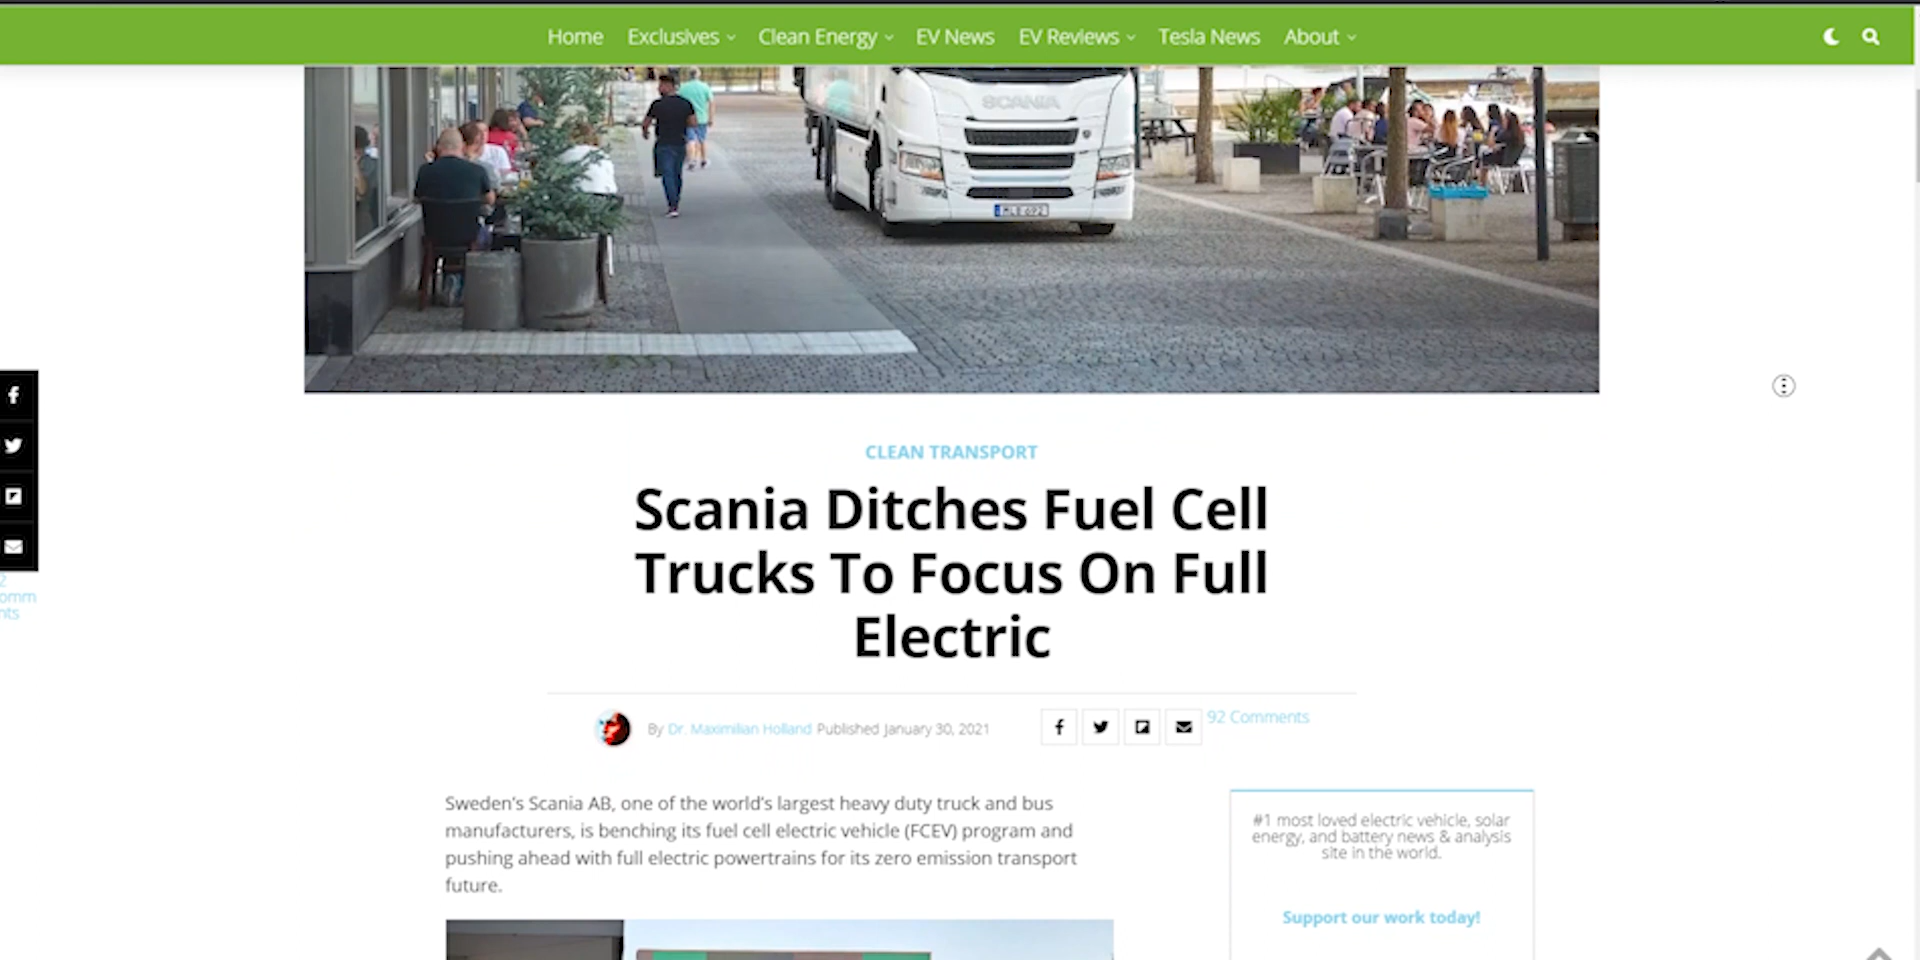 Home Exclusives Clean Energy EV News EV Reviews Tesla News About
SCANIA
CLEAN TRANSPORT
Scania Ditches Fuel Cell
Trucks To Focus On Full
Electric
By Dr. Maximilian Holland Published January 30, 2021
92 Comments
Sweden's Scania AB, one of the world's largest heavy duty truck and bus
manufacturers, is benching its fuel cell electric vehicle (FCEV) program and
pushing ahead with full electric powertrains for its zero emission transport
future.
#1 most loved electric vehicle, solar
energy, and battery news & analysis
site in the world.
Support our work today!
2
omm
nts